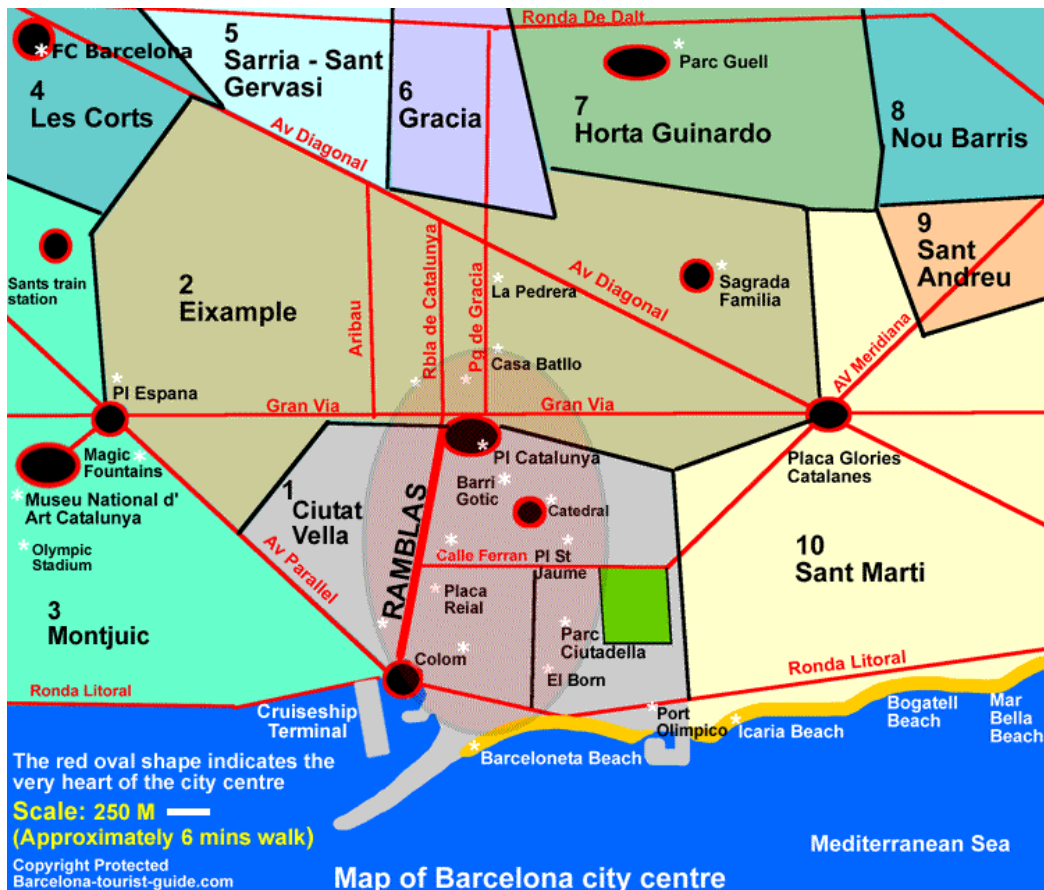 Ronda De Dalt
FC Barcelona
5
Sarria - Sant
Gervasi
Parc Guell
4
Les Corts
6
Gracia
7
Horta Guinardo
8
Nou Barris
Av Diagonal
9
Sant
Andreu
Sants train
station
2
Eixample
Aribau
Rbla de Catalunya
Pg de Gracia
La Pedrera
Av Diagonal
Sagrada
Familia
AV Meridiana
Casa Batllo
Pl Espana
Gran Via
Gran Via
Magic
Fountains
Pl Catalunya
Placa Glories
Catalanes
Museu National d'
Art Catalunya
1
Ciutat
Vella
Barri
Gotic
Catedral
Olympic
Stadium
Av Parallel
RAMBLAS
Calle Ferran
Pl St
Jaume
10
Sant Marti
3
Montjuic
Placa
Reial
Parc
Ciutadella
Colom
El Born
Ronda Litoral
Ronda Litoral
Cruiseship
Terminal
Port
Olimpico
Icaria Beach
Bogatell
Beach
Mar
Bella
Beach
Barceloneta Beach
The red oval shape indicates the
very heart of the city centre
Scale: 250 M
(Approximately 6 mins walk)
Mediterranean Sea
Copyright Protected
Barcelona-tourist-guide.com
Map of Barcelona city centre